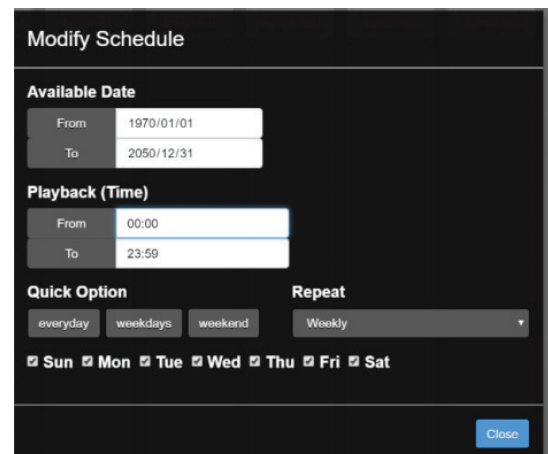 Modify Schedule
Available Date
From 1970/01/01
To 2050/12/31
Playback (Time)
From 00:00
To 23:59
Quick Option Repeat
everyday weekdays weekend Weekly
Sun Mon Tue Wed Thu Fri Sat
Close